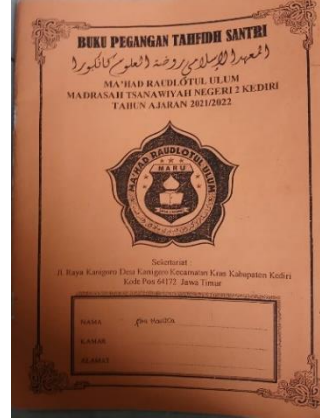 BUKU PEGANGAN TAHFIDH SANTRI
المعهد الإسلامي روضة العلوم كانيكورا
MA'HAD RAUDLOTUL ULUM
MADRASAH TSANAWIYAH NEGERI 2 KEDIRI
TAHUN AJARAN 2021/2022
MA'HAD RAUDLOTUL ULUM
MARU
Sekertariat :
Jl. Raya Kanigoro Desa Kanigoro Kecamatan Kras Kabupaten Kediri
Kode Pos 64172 Jawa Timur
NAMA :
KAMAR :
ALAMAT :